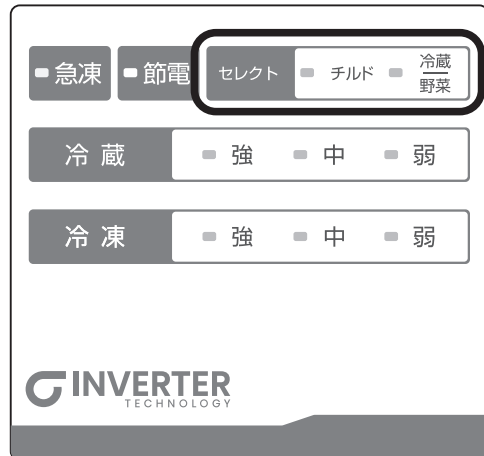 急凍 節電 セレクト チルド 冷蔵
野菜
冷蔵 強 中 弱
冷凍 強 中 弱
INVERTER
TECHNOLOGY